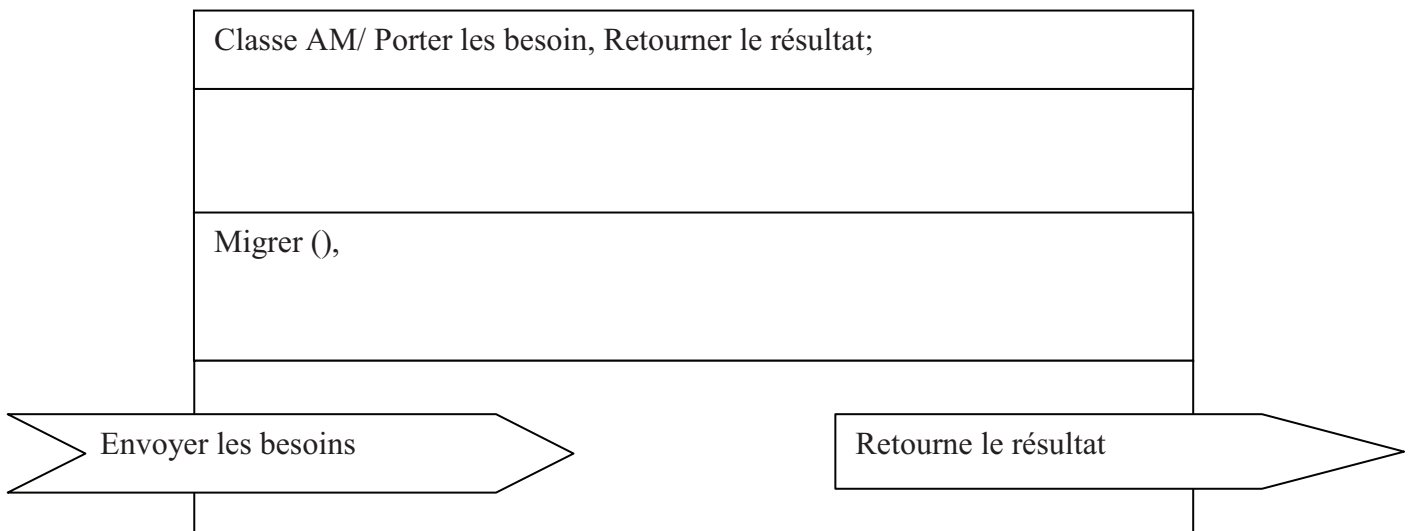 Classe AM/ Porter les besoin, Retourner le résultat;
Migrer (),
Envoyer les besoins
Retourne le résultat